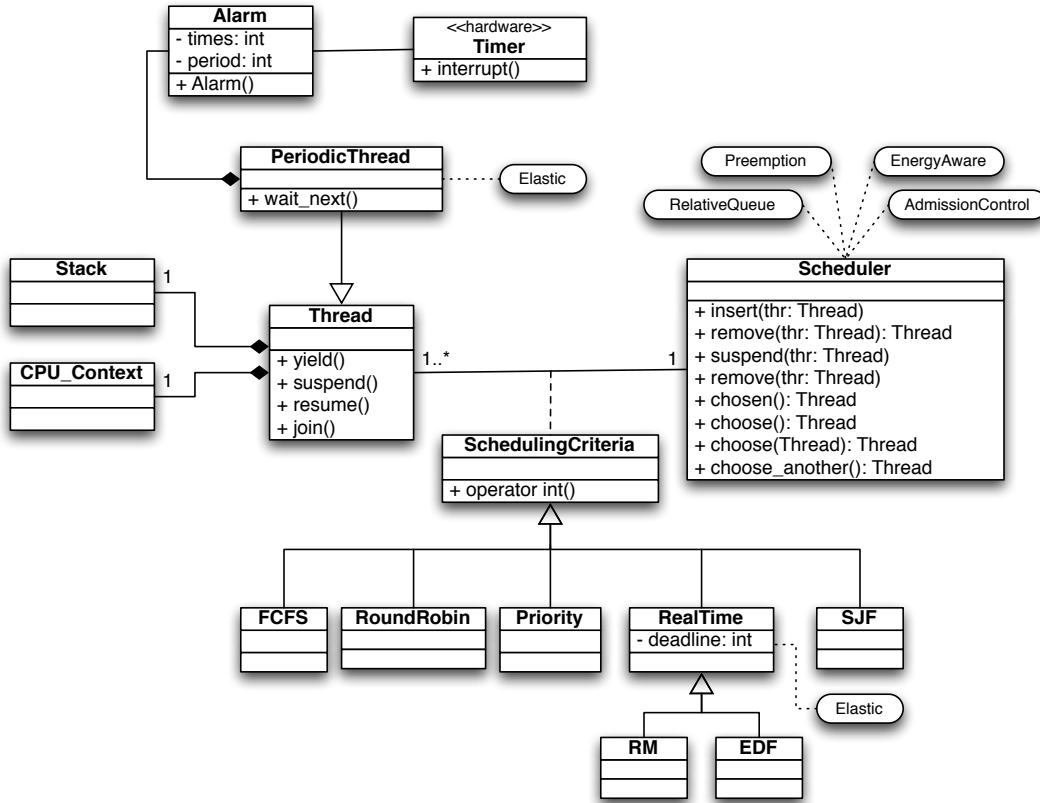 Alarm
- times: int
- period: int
+ Alarm()
<<hardware>>
Timer
+ interrupt()
PeriodicThread
+ wait_next()
Elastic
Preemption
EnergyAware
RelativeQueue
AdmissionControl
Stack
1
CPU_Context
1
Thread
+ yield()
+ suspend()
+ resume()
+ join()
1..*
1
Scheduler
+ insert(thr: Thread)
+ remove(thr: Thread): Thread
+ suspend(thr: Thread)
+ remove(thr: Thread)
+ chosen(): Thread
+ choose(): Thread
+ choose(Thread): Thread
+ choose_another(): Thread
SchedulingCriteria
+ operator int()
FCFS
RoundRobin
Priority
RealTime
- deadline: int
SJF
Elastic
RM
EDF